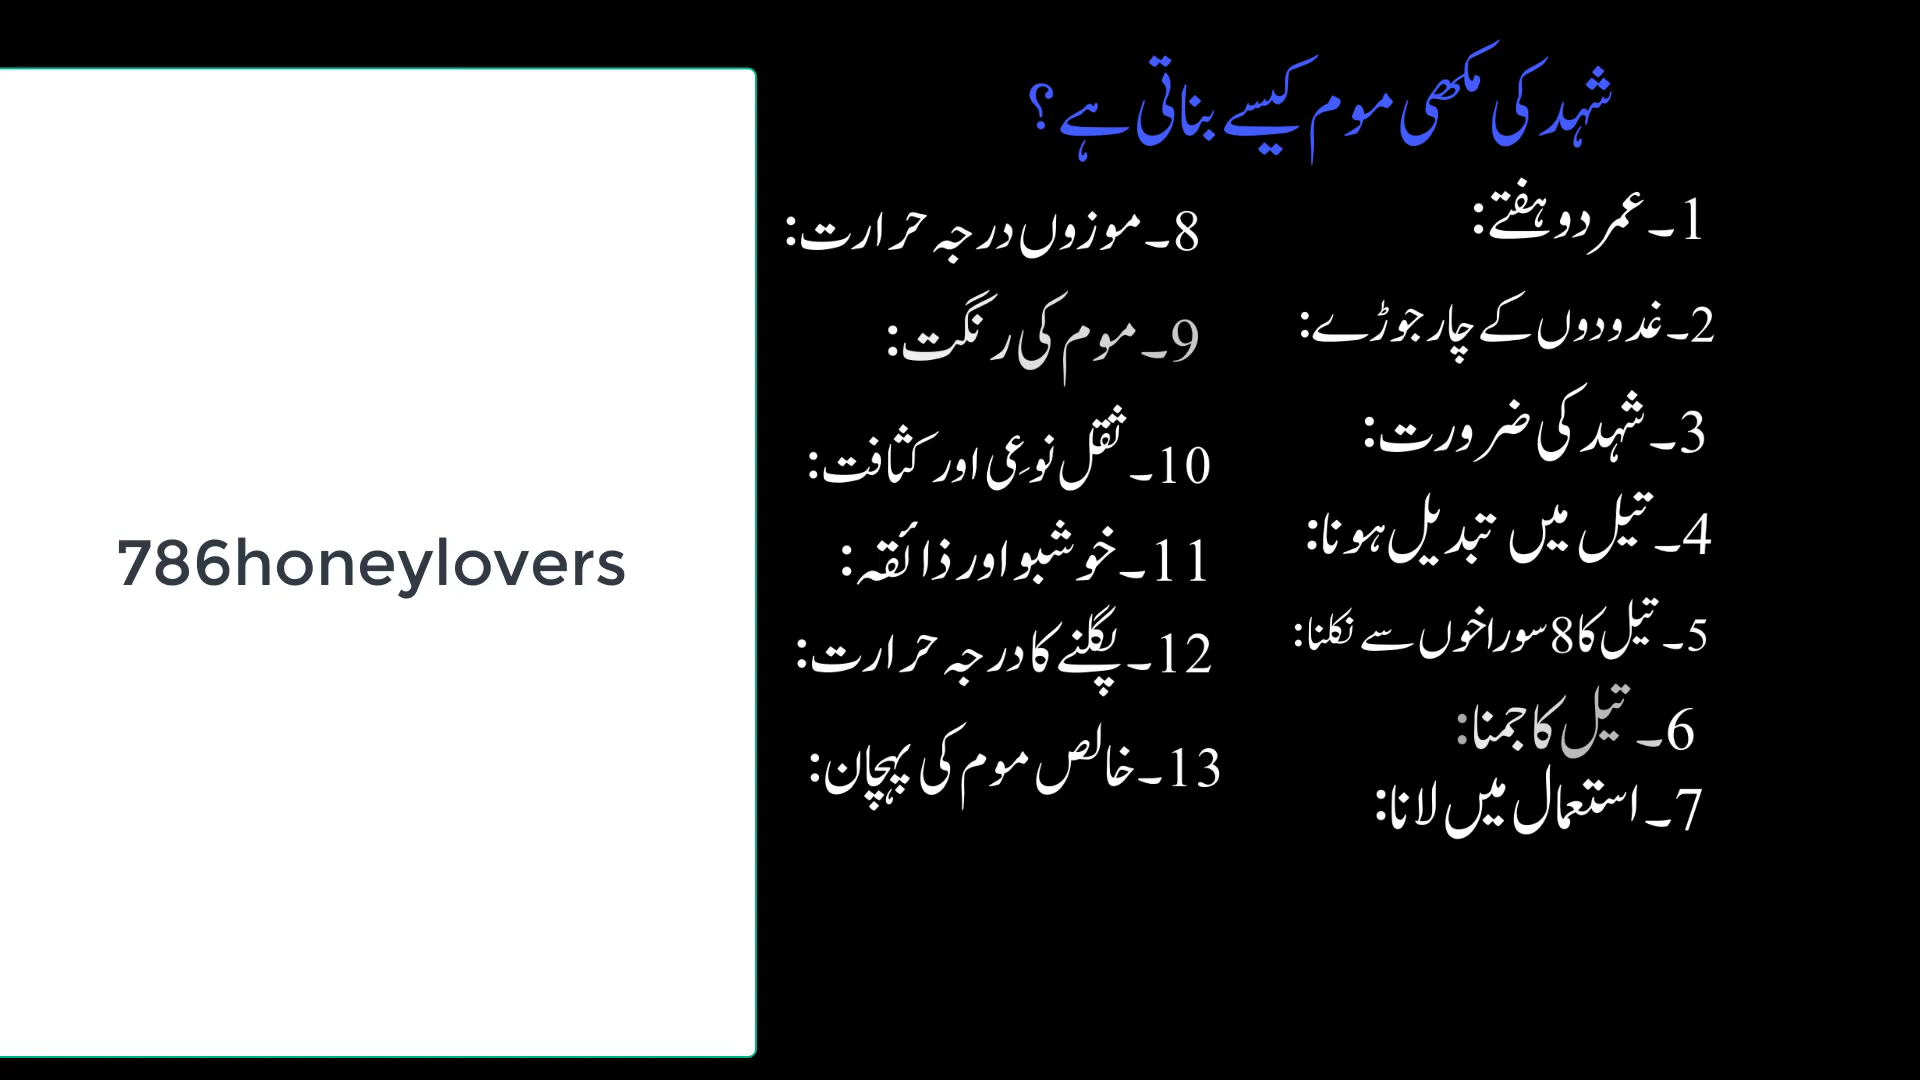 شہد کی مکھی موم کیسے بناتی ہے؟
1۔عمر دو ہفتے:
2۔غدودوں کے چار جوڑے:
3۔شہد کی ضرورت:
4۔تیل میں تبدیل ہونا:
5۔تیل کا 8 سوراخوں سے نکلنا:
6۔تیل کا جمنا:
7۔استعمال میں لانا:
8۔موزوں درجہ حرارت:
9۔موم کی رنگت:
10۔ثقل نوعِی اور کثافت:
11۔خوشبو اور ذائقہ:
12۔پگلنے کا درجہ حرارت:
13۔خالص موم کی پہچان:
786honeylovers